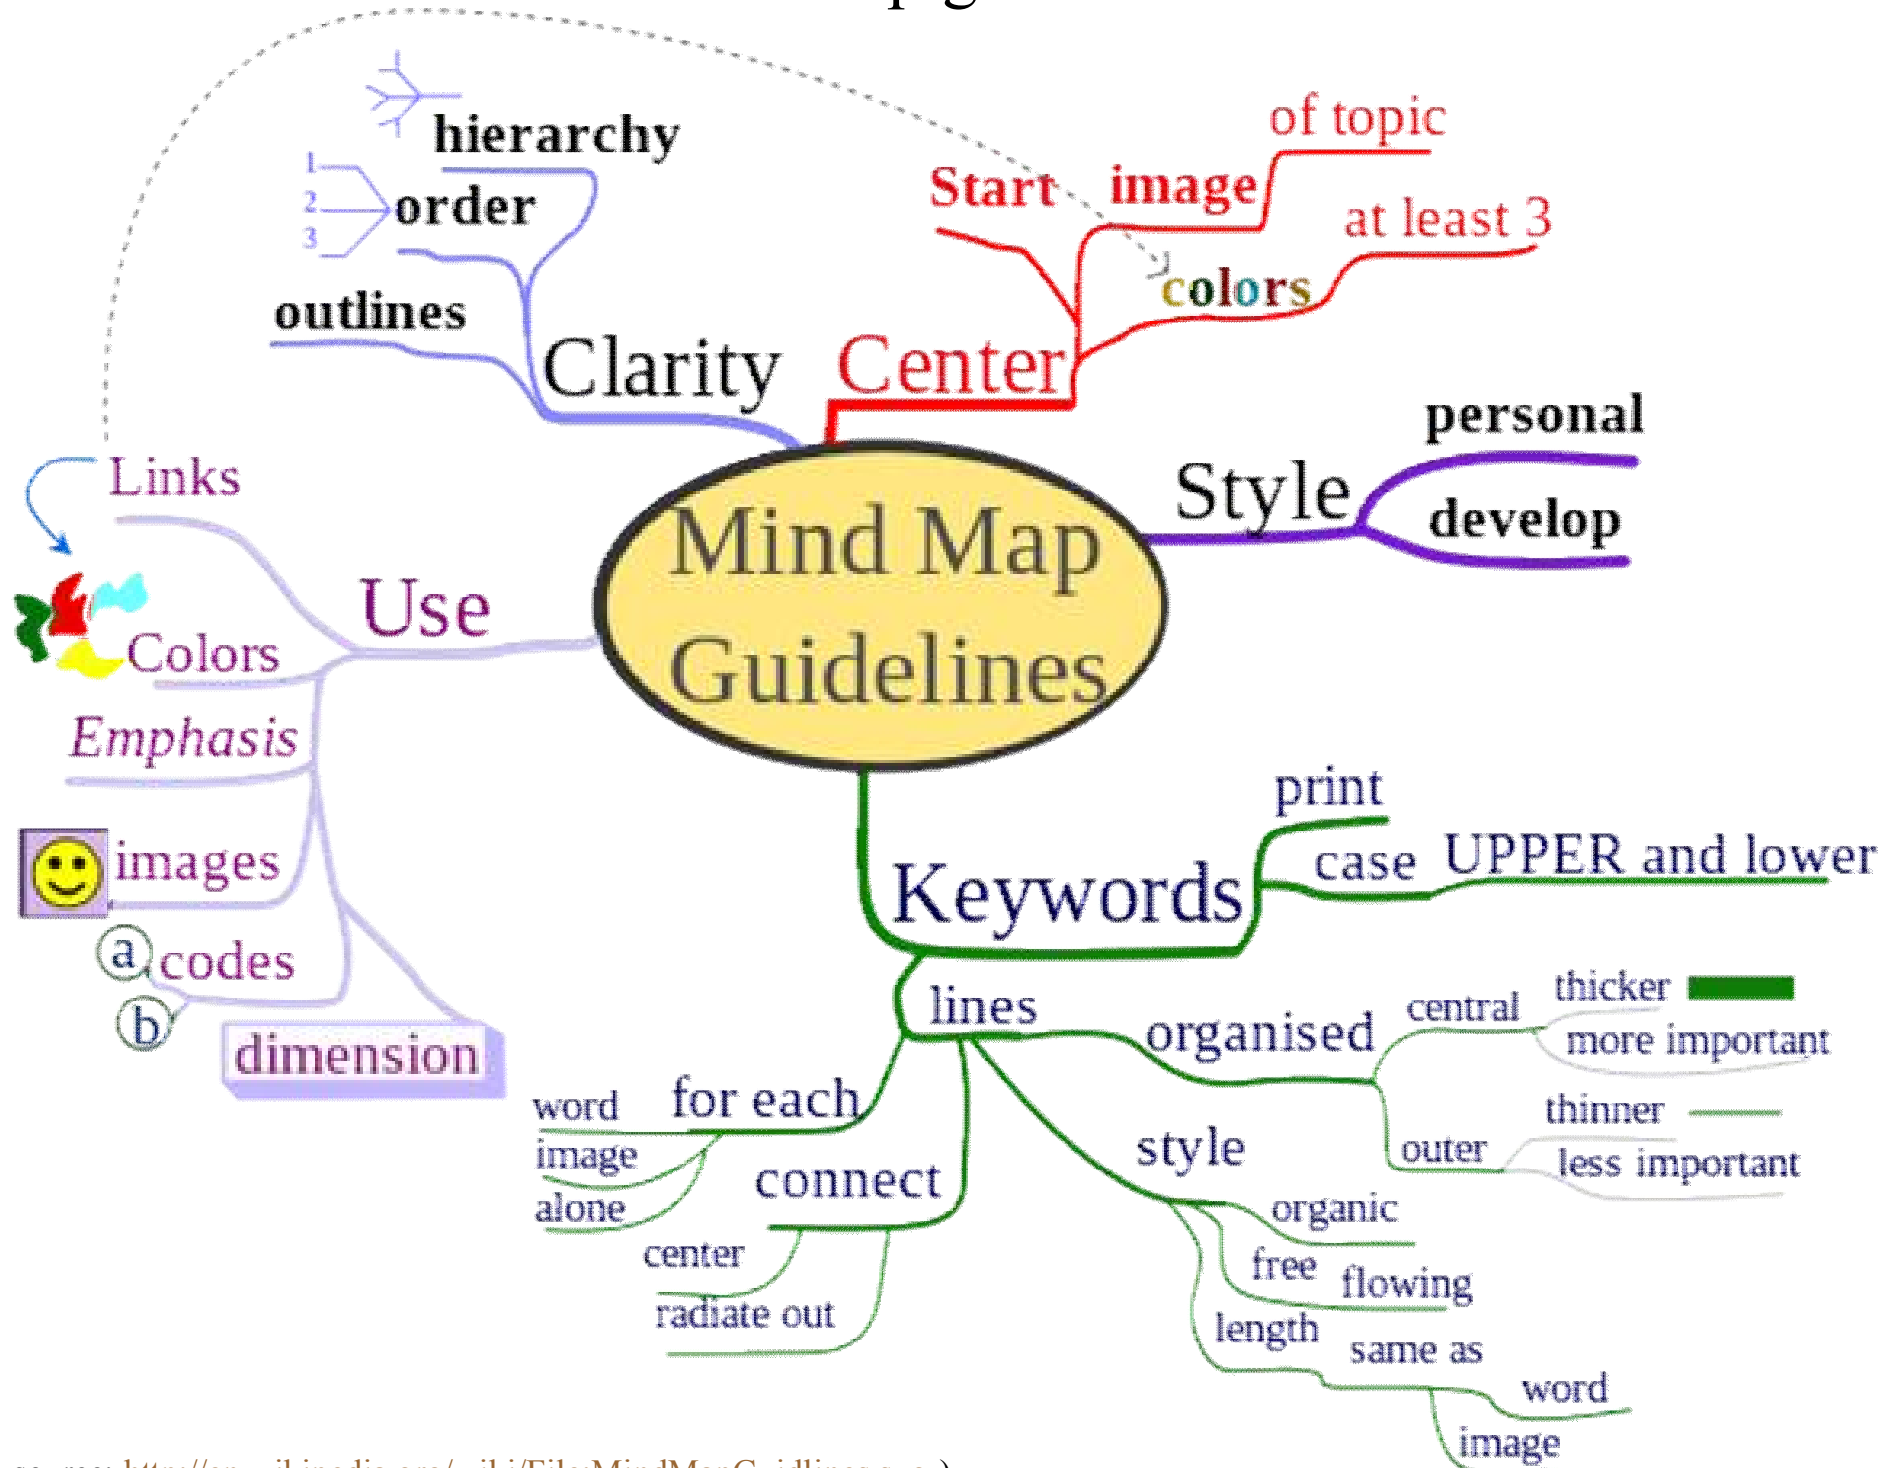 hierarchy
1
2
3
order
outlines
Clarity
Start
image
of topic
colors
at least 3
Center
personal
Style
develop
Mind Map
Guidelines
Links
Use
Colors
Emphasis
images
a
codes
b
dimension
print
Keywords
case
UPPER and lower
lines
organised
central
thicker
more important
outer
thinner
less important
for each
word
image
alone
connect
center
radiate out
style
organic
free
flowing
length
same as
word
image